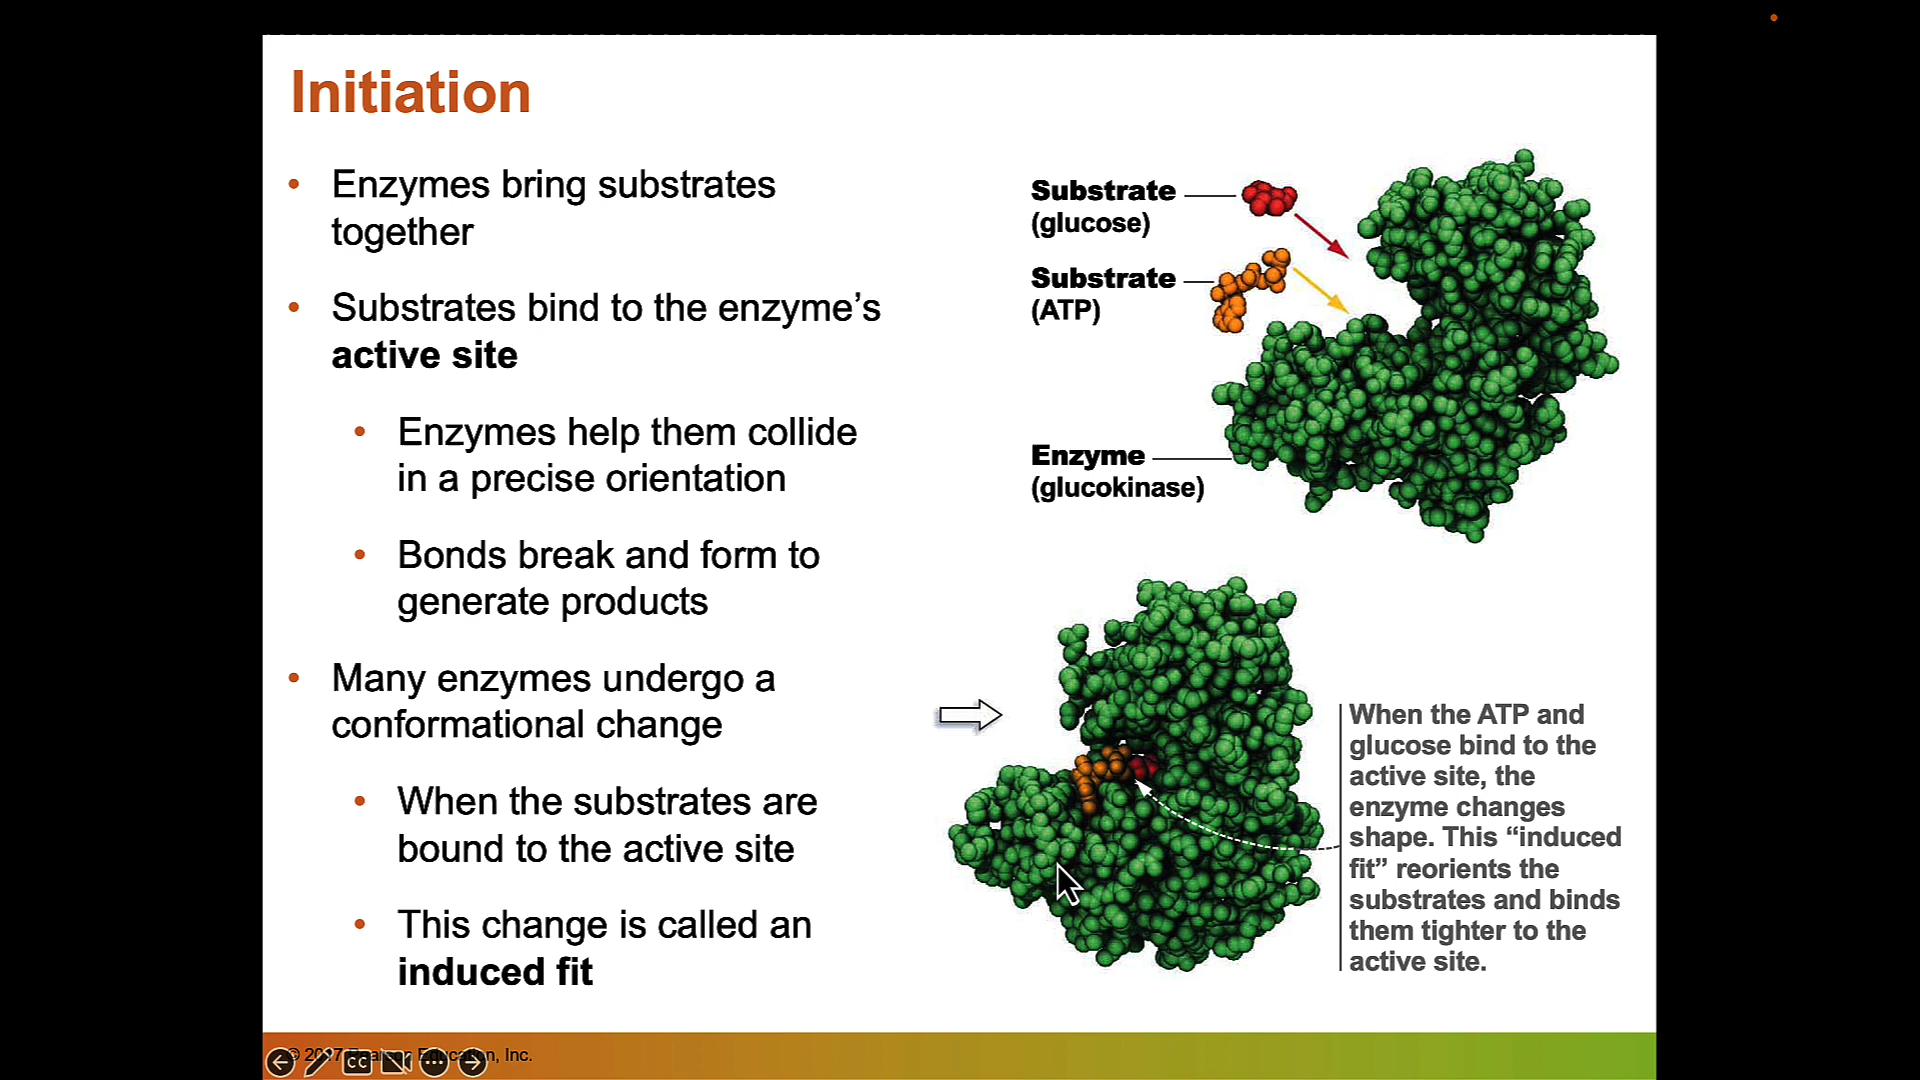 Initiation
• Enzymes bring substrates
together
• Substrates bind to the enzyme’s
active site
• Enzymes help them collide
in a precise orientation
• Bonds break and form to
generate products
• Many enzymes undergo a
conformational change
• When the substrates are
bound to the active site
• This change is called an
induced fit
Substrate
(glucose)
Substrate
(ATP)
Enzyme
(glucokinase)
When the ATP and
glucose bind to the
active site, the
enzyme changes
shape. This “induced
fit” reorients the
substrates and binds
them tighter to the
active site.
© Pearson Education, Inc.
CC